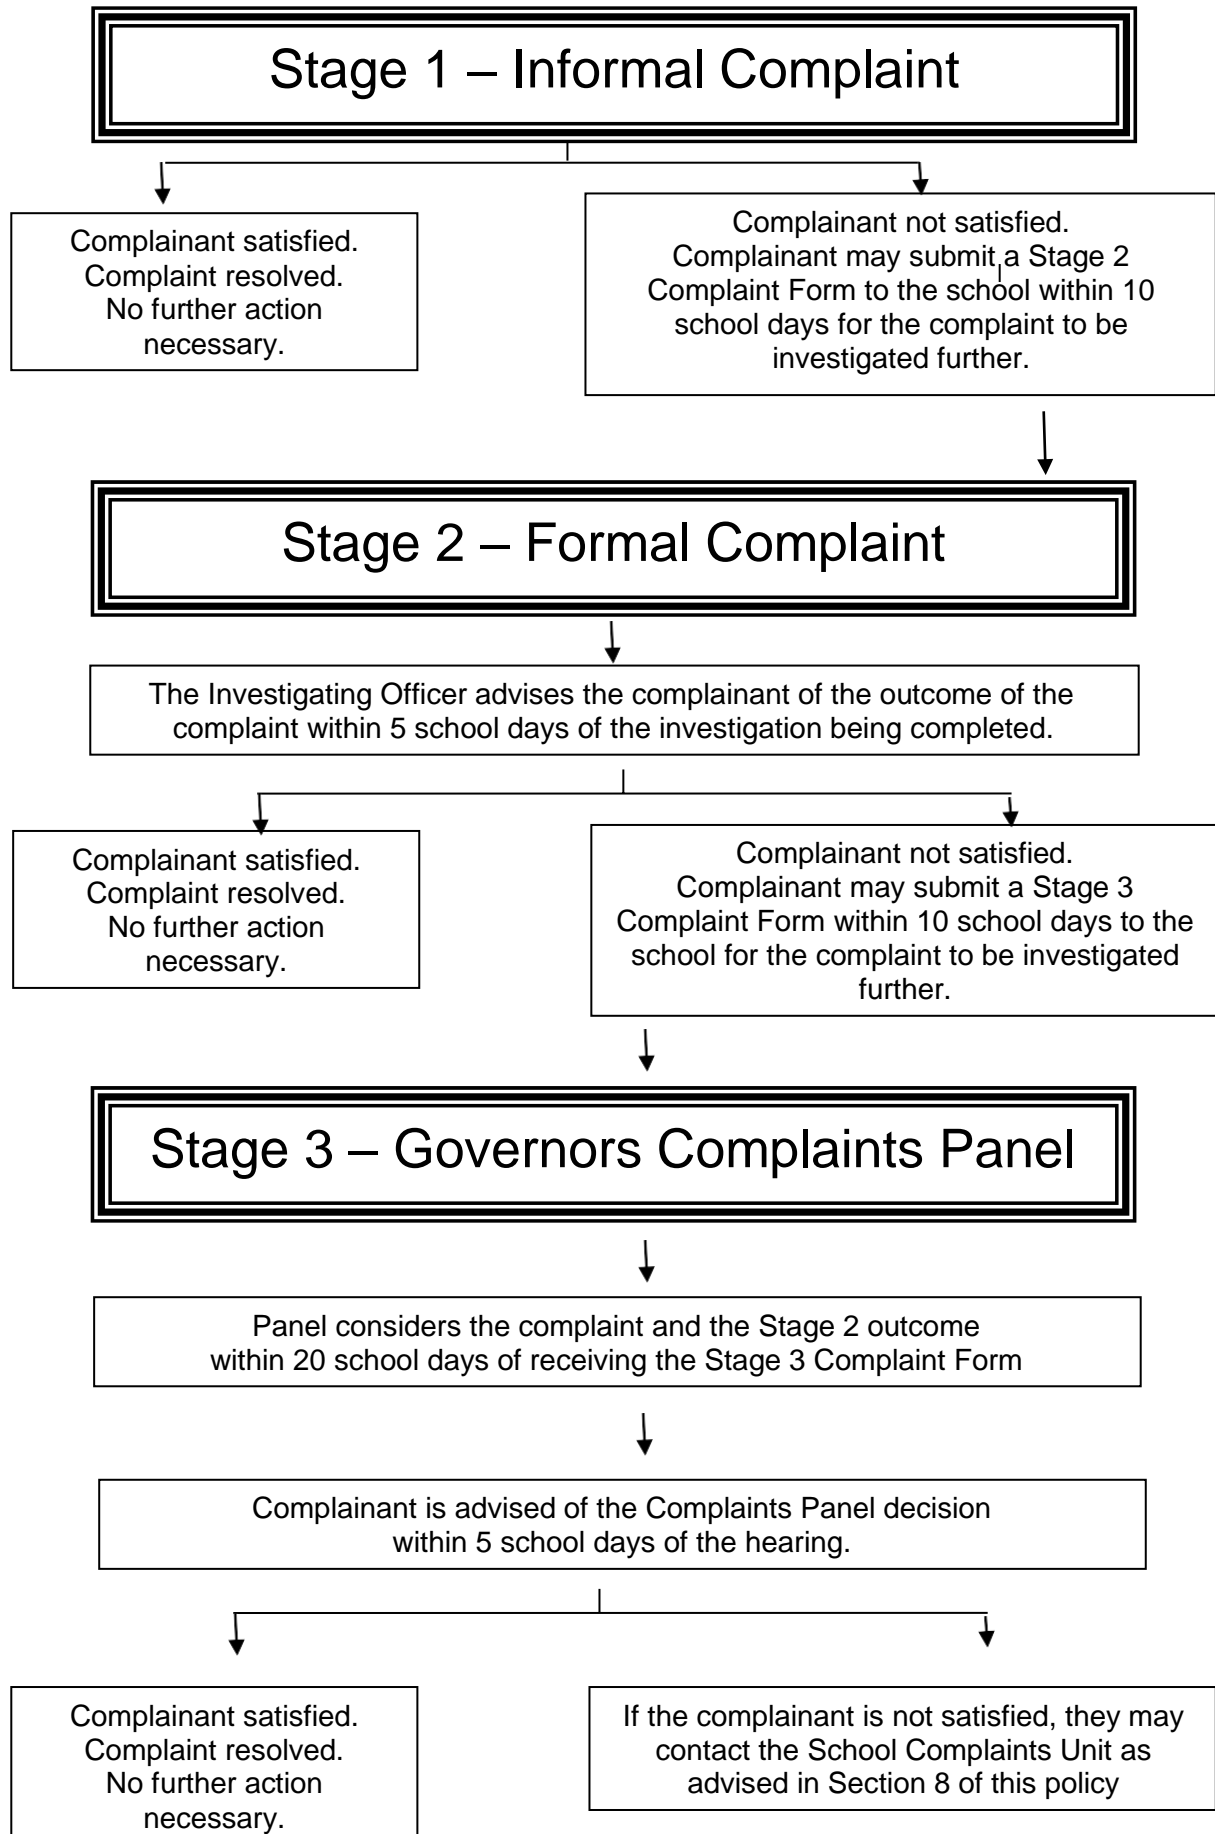 Stage 1 – Informal Complaint
Complainant satisfied.
Complaint resolved.
No further action
necessary.
Complainant not satisfied.
Complainant may submit a Stage 2
Complaint Form to the school within 10
school days for the complaint to be
investigated further.
Stage 2 – Formal Complaint
The Investigating Officer advises the complainant of the outcome of the
complaint within 5 school days of the investigation being completed.
Complainant satisfied.
Complaint resolved.
No further action
necessary.
Complainant not satisfied.
Complainant may submit a Stage 3
Complaint Form within 10 school days to the
school for the complaint to be investigated
further.
Stage 3 – Governors Complaints Panel
Panel considers the complaint and the Stage 2 outcome
within 20 school days of receiving the Stage 3 Complaint Form
Complainant is advised of the Complaints Panel decision
within 5 school days of the hearing.
Complainant satisfied.
Complaint resolved.
No further action
necessary.
If the complainant is not satisfied, they may
contact the School Complaints Unit as
advised in Section 8 of this policy